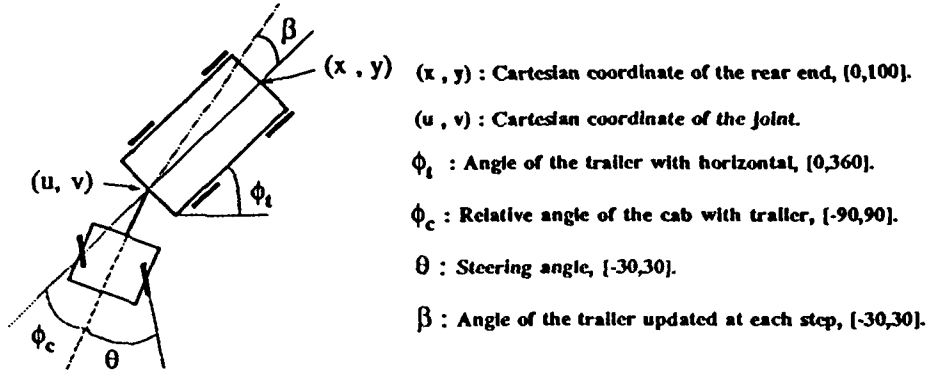 β
(x , y)
(u, v)
ϕt
ϕc
θ
(x , y) : Cartesian coordinate of the rear end, [0,100].
(u , v) : Cartesian coordinate of the joint.
ϕt : Angle of the trailer with horizontal, [0,360].
ϕc : Relative angle of the cab with trailer, [-90,90].
θ : Steering angle, [-30,30].
β : Angle of the trailer updated at each step, [-30,30].